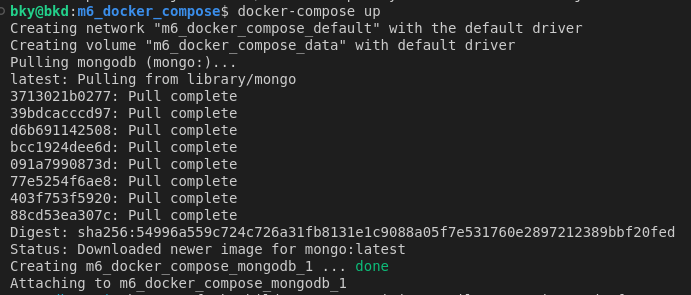 bky@bkd:m6_docker_compose$ docker-compose up
Creating network "m6_docker_compose_default" with the default driver
Creating volume "m6_docker_compose_data" with default driver
Pulling mongodb (mongo:)...
latest: Pulling from library/mongo
3713021b0277: Pull complete
39bdcacccd97: Pull complete
d6b691142508: Pull complete
bcc1924dee6d: Pull complete
091a7990873d: Pull complete
77e5254f6ae8: Pull complete
403f753f5920: Pull complete
88cd53ea307c: Pull complete
Digest: sha256:54996a559c724c726a31fb8131e1c9088a05f7e531760e2897212389bbf20fed
Status: Downloaded newer image for mongo:latest
Creating m6_docker_compose_mongodb_1 ... done
Attaching to m6_docker_compose_mongodb_1